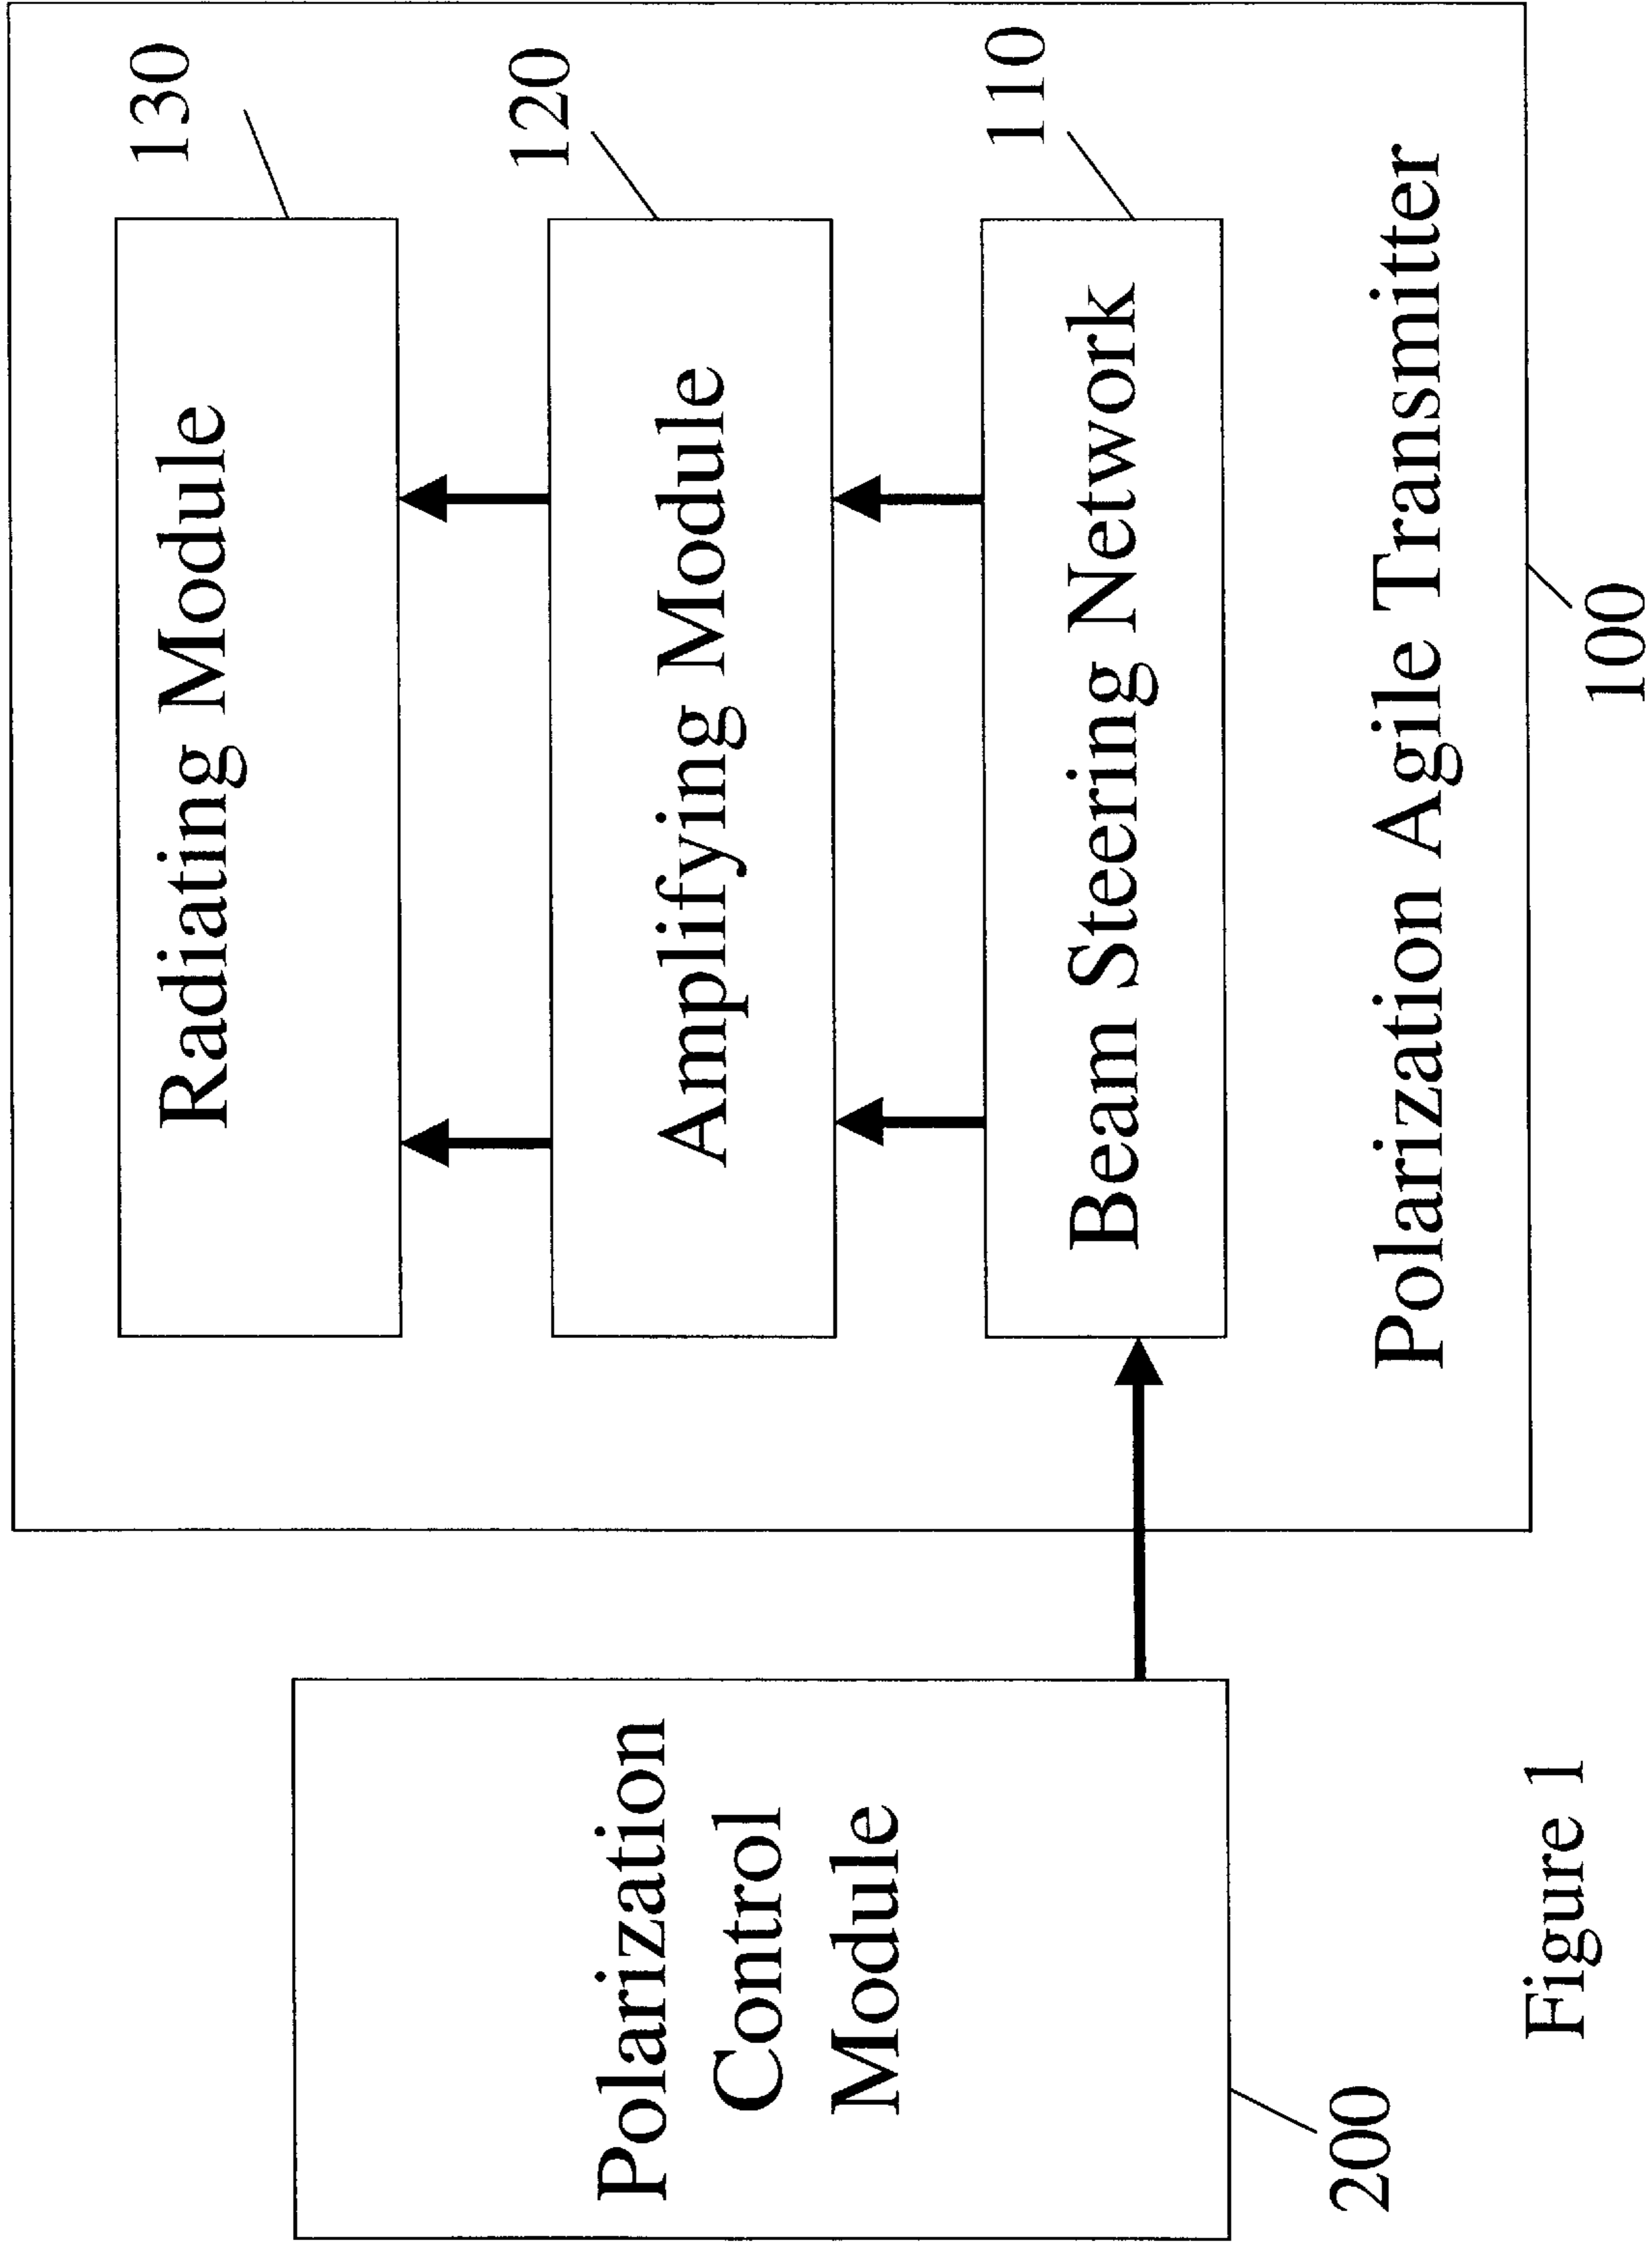 Radiating Module
130
Amplifying Module
120
Beam Steering Network
110
Polarization Agile Transmitter
100
Polarization
Control
Module
200
Figure 1